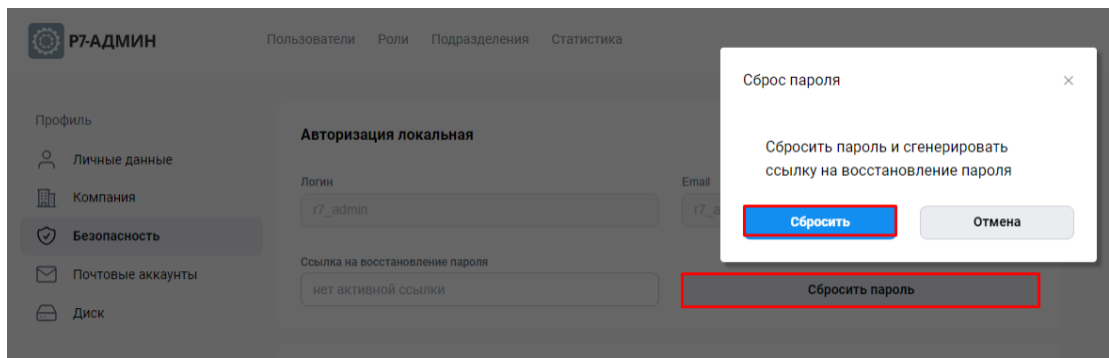 Р7-АДМИН
Пользователи Роли Подразделения Статистика
Сброс пароля
Сбросить пароль и сгенерировать
ссылку на восстановление пароля
Сбросить Отмена
Профиль
Личные данные
Компания
Безопасность
Почтовые аккаунты
Диск
Авторизация локальная
Логин Email
r7_admin r7_a
Ссылка на восстановление пароля
нет активной ссылки Сбросить пароль